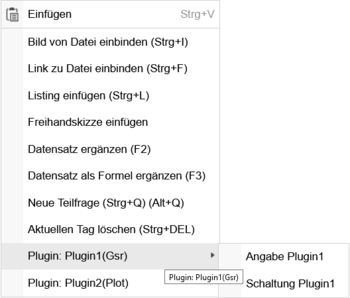 Einfügen Strg+V
Bild von Datei einbinden (Strg+I)
Link zu Datei einbinden (Strg+F)
Listing einfügen (Strg+L)
Freihandskizze einfügen
Datensatz ergänzen (F2)
Datensatz als Formel ergänzen (F3)
Neue Teilfrage (Strg+Q) (Alt+Q)
Aktuellen Tag löschen (Strg+DEL)
Plugin: Plugin1(Gsr)
Angabe Plugin1
Plugin: Plugin1(Gsr)
Plugin: Plugin2(Plot)
Schaltung Plugin1